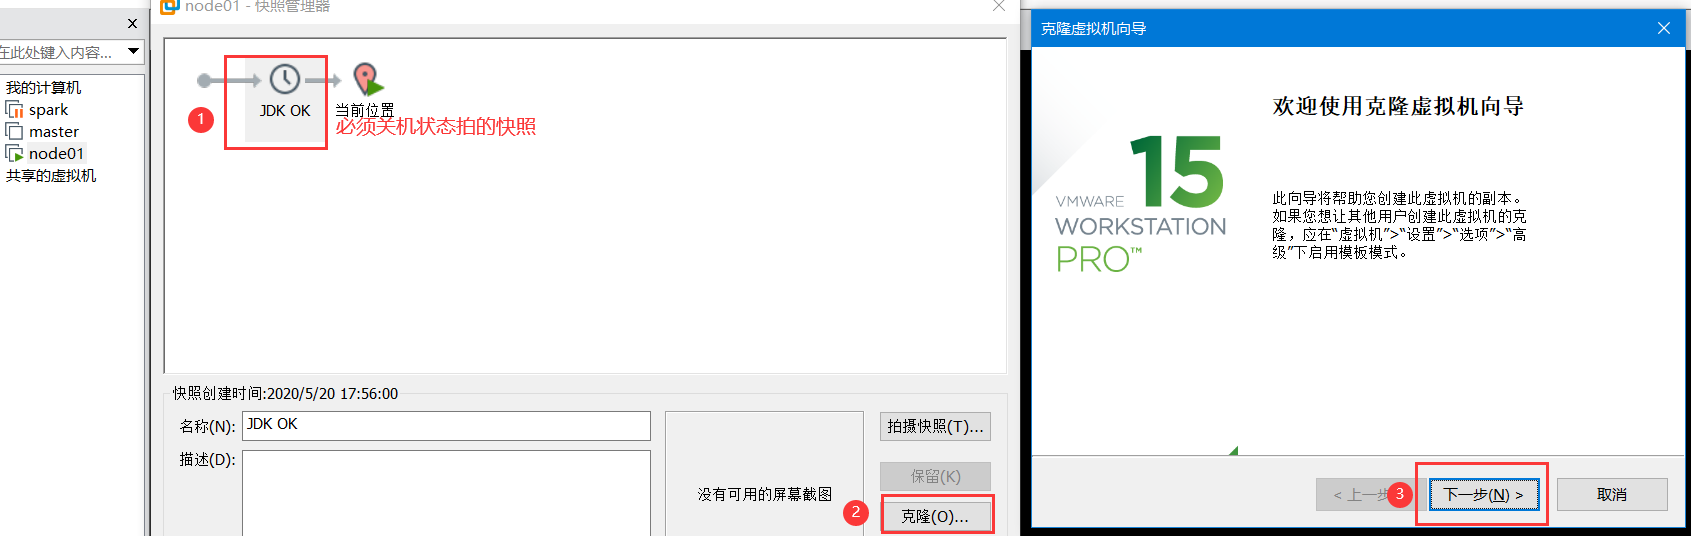 在此处键入内容...
我的计算机
spark
master
node01
共享的虚拟机
node01 - 快照管理器
1
JDK OK
当前位置
必须关机状态拍的快照
快照创建时间:2020/5/20 17:56:00
名称(N):
JDK OK
描述(D):
没有可用的屏幕截图
拍摄快照(T)...
保留(K)
2
克隆(O)...
克隆虚拟机向导
欢迎使用克隆虚拟机向导
15
VMWARE
WORKSTATION
PRO™
此向导将帮助您创建此虚拟机的副本。
如果您想让其他用户创建此虚拟机的克
隆，应在“虚拟机”>“设置”>“选项”>“高
级”下启用模板模式。
< 上一步
3
下一步(N) >
取消